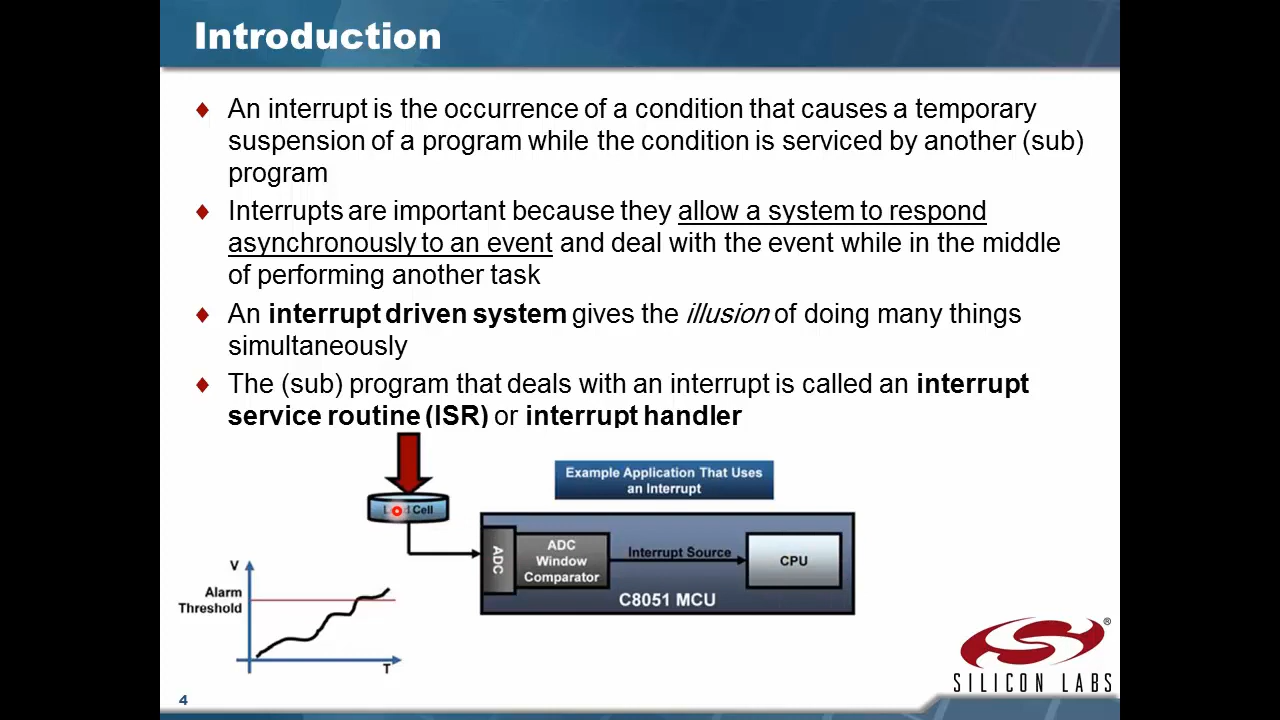 Introduction
An interrupt is the occurrence of a condition that causes a temporary
suspension of a program while the condition is serviced by another (sub)
program
Interrupts are important because they allow a system to respond
asynchronously to an event and deal with the event while in the middle
of performing another task
An interrupt driven system gives the illusion of doing many things
simultaneously
The (sub) program that deals with an interrupt is called an interrupt
service routine (ISR) or interrupt handler
Example Application That Uses
an Interrupt
Cell
ADC
ADC
Window
Comparator
Interrupt Source
CPU
C8051 MCU
V
Alarm
Threshold
T
SILICON LABS
®
4